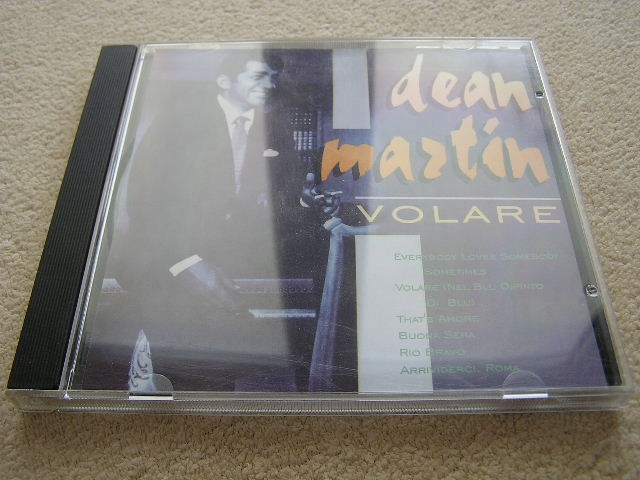 dean
martin
VOLARE
EVERYBODY LOVES SOMEBODY
SOMETIMES
VOLARE (NEL BLU DIPINTO
DI BLU)
THAT'S AMORE
BUONA SERA
RIO BRAVO
ARRIVIDERCI, ROMA